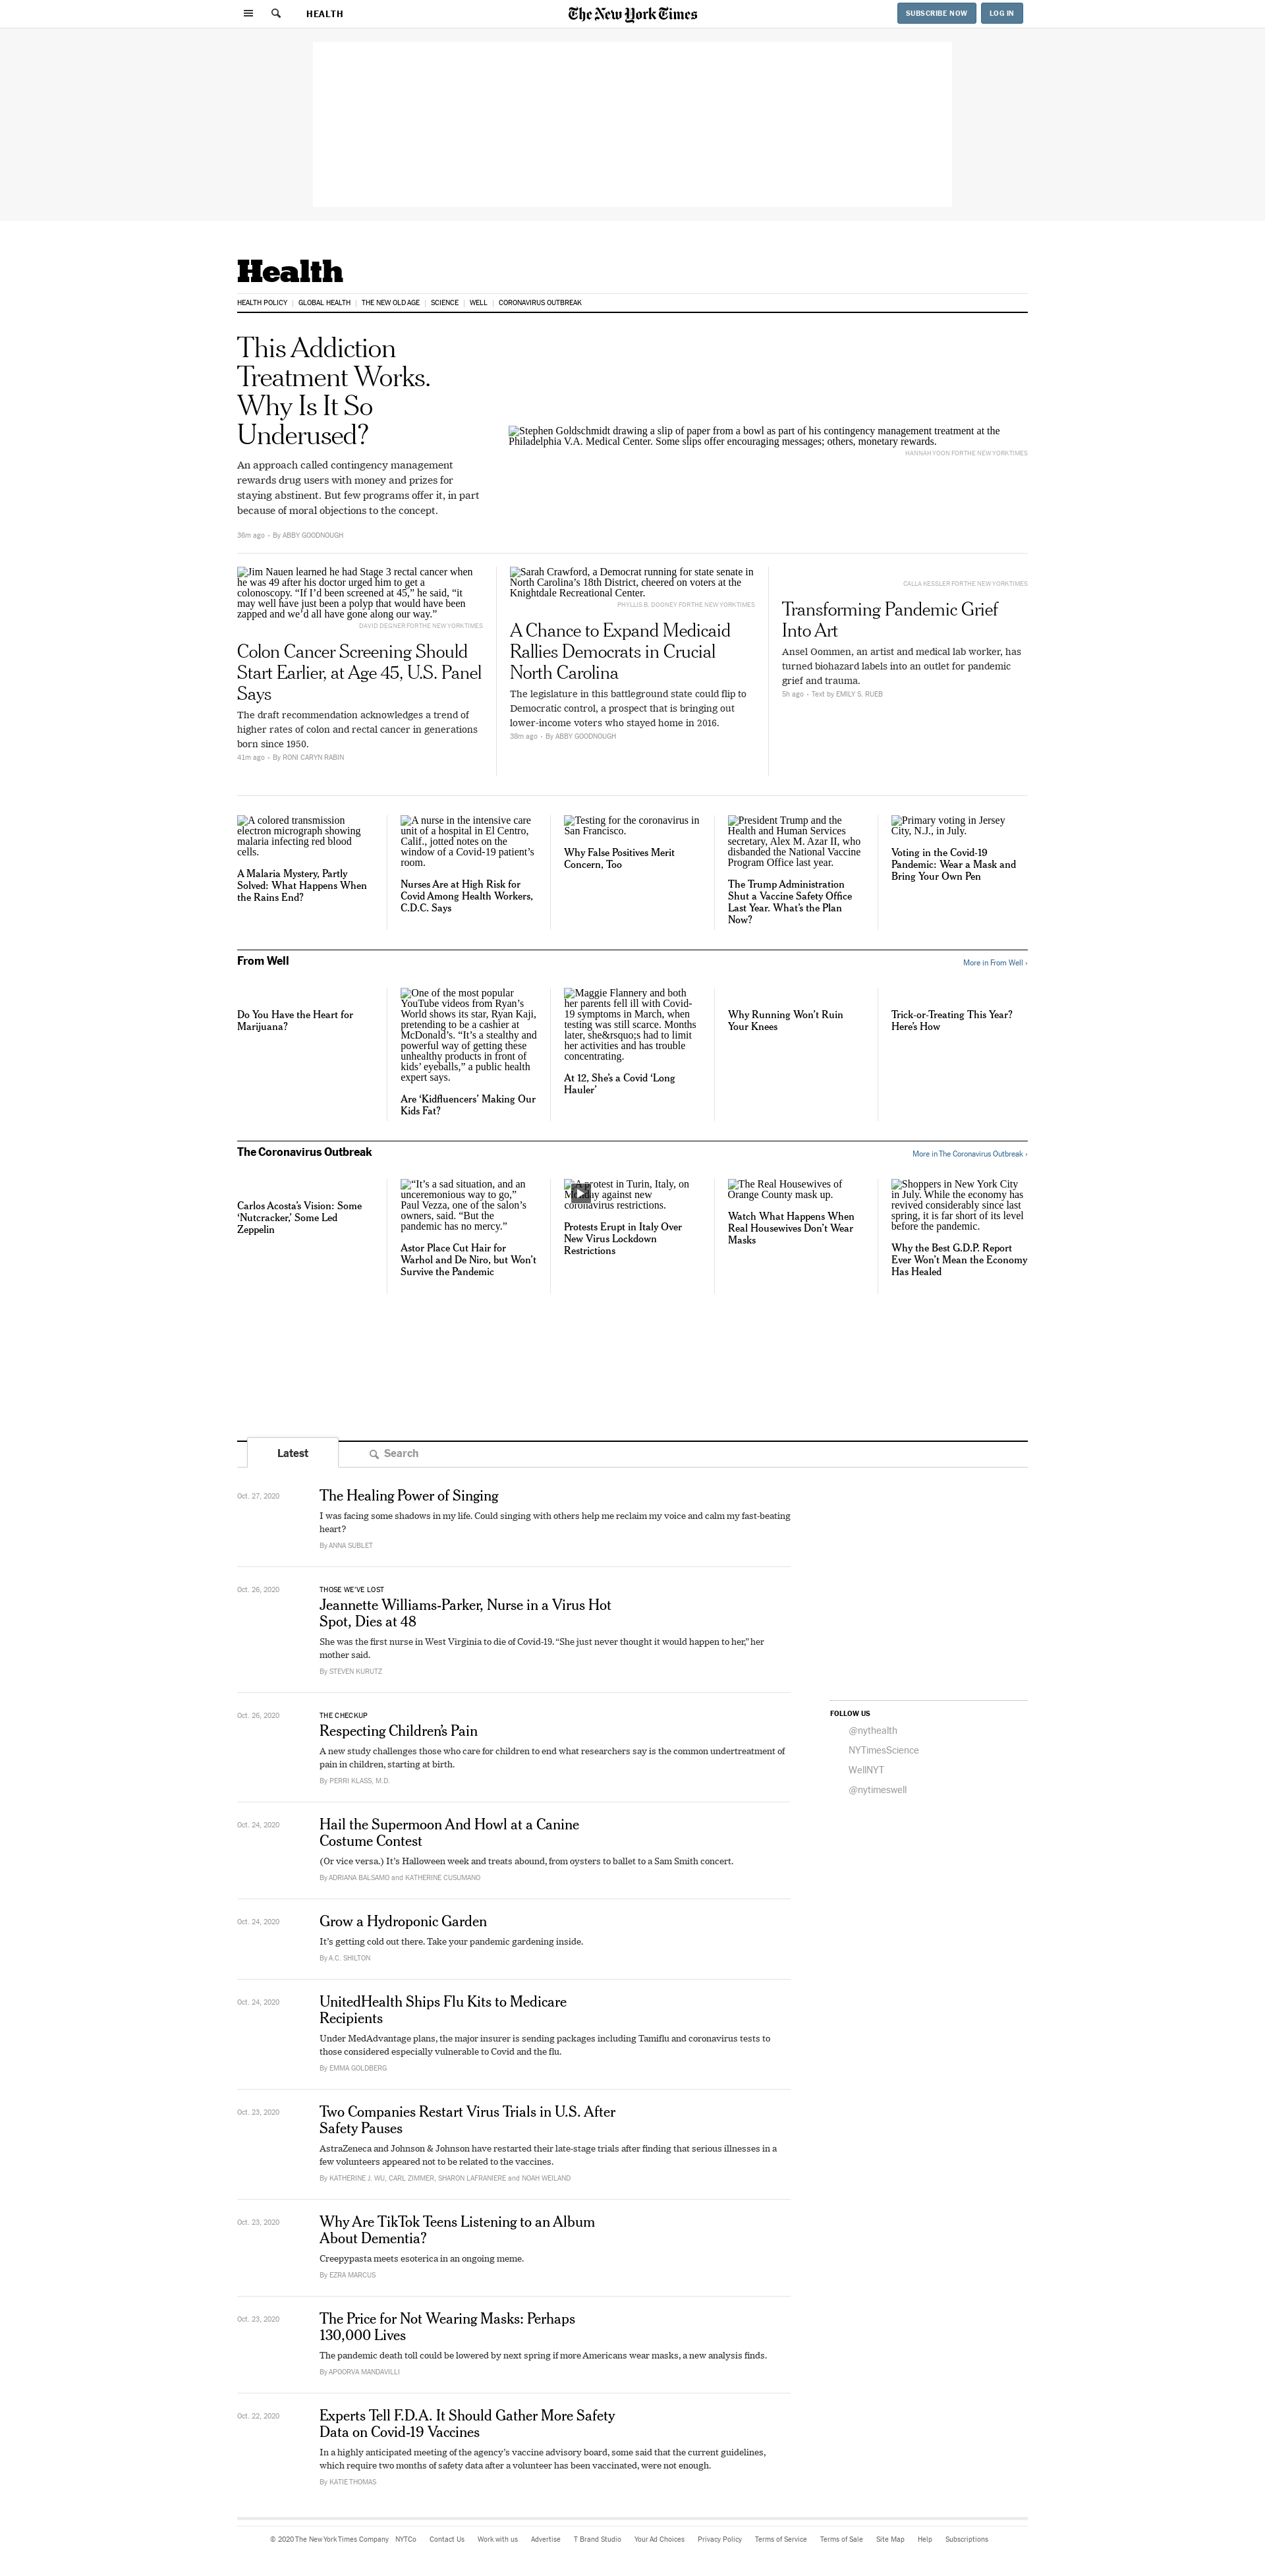 HEALTH
The New York Times
SUBSCRIBE NOW
LOG IN
Health
HEALTH POLICY | GLOBAL HEALTH | THE NEW OLD AGE | SCIENCE | WELL | CORONAVIRUS OUTBREAK
This Addiction
Treatment Works.
Why Is It So
Underused?
An approach called contingency management
rewards drug users with money and prizes for
staying abstinent. But few programs offer it, in part
because of moral objections to the concept.
36m ago • By ABBY GOODNOUGH
Stephen Goldschmidt drawing a slip of paper from a bowl as part of his contingency management treatment at the
Philadelphia V.A. Medical Center. Some slips offer encouraging messages; others, monetary rewards.
HANNAH YOON FOR THE NEW YORK TIMES
Jim Nauen learned he had Stage 3 rectal cancer when
he was 49 after his doctor urged him to get a
colonoscopy. “If I’d been screened at 45,” he said, “it
may well have just been a polyp that would have been
zapped and we’d all have gone along our way.”
DAVID DEGNER FOR THE NEW YORK TIMES
Colon Cancer Screening Should
Start Earlier, at Age 45, U.S. Panel
Says
The draft recommendation acknowledges a trend of
higher rates of colon and rectal cancer in generations
born since 1950.
41m ago • By RONI CARYN RABIN
Sarah Crawford, a Democrat running for state senate in
North Carolina’s 18th District, cheered on voters at the
Knightdale Recreational Center.
PHYLLIS B. DOONEY FOR THE NEW YORK TIMES
A Chance to Expand Medicaid
Rallies Democrats in Crucial
North Carolina
The legislature in this battleground state could flip to
Democratic control, a prospect that is bringing out
lower-income voters who stayed home in 2016.
38m ago • By ABBY GOODNOUGH
CALLA KESSLER FOR THE NEW YORK TIMES
Transforming Pandemic Grief
Into Art
Ansel Oommen, an artist and medical lab worker, has
turned biohazard labels into an outlet for pandemic
grief and trauma.
5h ago • Text by EMILY S. RUEB
A colored transmission
electron micrograph showing
malaria infecting red blood
cells.
A Malaria Mystery, Partly
Solved: What Happens When
the Rains End?
A nurse in the intensive care
unit of a hospital in El Centro,
Calif., jotted notes on the
window of a Covid-19 patient’s
room.
Nurses Are at High Risk for
Covid Among Health Workers,
C.D.C. Says
Testing for the coronavirus in
San Francisco.
Why False Positives Merit
Concern, Too
President Trump and the
Health and Human Services
secretary, Alex M. Azar II, who
disbanded the National Vaccine
Program Office last year.
The Trump Administration
Shut a Vaccine Safety Office
Last Year. What’s the Plan
Now?
Primary voting in Jersey
City, N.J., in July.
Voting in the Covid-19
Pandemic: Wear a Mask and
Bring Your Own Pen
From Well
More in From Well ›
Do You Have the Heart for
Marijuana?
One of the most popular
YouTube videos from Ryan’s
World shows its star, Ryan Kaji,
pretending to be a cashier at
McDonald’s. “It’s a stealthy and
powerful way of getting these
unhealthy products in front of
kids’ eyeballs,” a public health
expert says.
Are ‘Kidfluencers’ Making Our
Kids Fat?
Maggie Flannery and both
her parents fell ill with Covid-
19 symptoms in March, when
testing was still scarce. Months
later, she&rsquo;s had to limit
her activities and has trouble
concentrating.
At 12, She’s a Covid ‘Long
Hauler’
Why Running Won’t Ruin
Your Knees
Trick-or-Treating This Year?
Here’s How
The Coronavirus Outbreak
More in The Coronavirus Outbreak ›
Carlos Acosta’s Vision: Some
‘Nutcracker,’ Some Led
Zeppelin
“It’s a sad situation, and an
unceremonious way to go,”
Paul Vezza, one of the salon’s
owners, said. “But the
pandemic has no mercy.”
Astor Place Cut Hair for
Warhol and De Niro, but Won’t
Survive the Pandemic
A protest in Turin, Italy, on
Monday against new
coronavirus restrictions.
Protests Erupt in Italy Over
New Virus Lockdown
Restrictions
The Real Housewives of
Orange County mask up.
Watch What Happens When
Real Housewives Don’t Wear
Masks
Shoppers in New York City
in July. While the economy has
revived considerably since last
spring, it is far short of its level
before the pandemic.
Why the Best G.D.P. Report
Ever Won’t Mean the Economy
Has Healed
Latest
Search
Oct. 27, 2020
The Healing Power of Singing
I was facing some shadows in my life. Could singing with others help me reclaim my voice and calm my fast-beating
heart?
By ANNA SUBLET
Oct. 26, 2020
THOSE WE’VE LOST
Jeannette Williams-Parker, Nurse in a Virus Hot
Spot, Dies at 48
She was the first nurse in West Virginia to die of Covid-19. “She just never thought it would happen to her,” her
mother said.
By STEVEN KURUTZ
Oct. 26, 2020
THE CHECKUP
Respecting Children’s Pain
A new study challenges those who care for children to end what researchers say is the common undertreatment of
pain in children, starting at birth.
By PERRI KLASS, M.D.
Oct. 24, 2020
Hail the Supermoon And Howl at a Canine
Costume Contest
(Or vice versa.) It’s Halloween week and treats abound, from oysters to ballet to a Sam Smith concert.
By ADRIANA BALSAMO and KATHERINE CUSUMANO
Oct. 24, 2020
Grow a Hydroponic Garden
It’s getting cold out there. Take your pandemic gardening inside.
By A.C. SHILTON
Oct. 24, 2020
UnitedHealth Ships Flu Kits to Medicare
Recipients
Under MedAdvantage plans, the major insurer is sending packages including Tamiflu and coronavirus tests to
those considered especially vulnerable to Covid and the flu.
By EMMA GOLDBERG
Oct. 23, 2020
Two Companies Restart Virus Trials in U.S. After
Safety Pauses
AstraZeneca and Johnson & Johnson have restarted their late-stage trials after finding that serious illnesses in a
few volunteers appeared not to be related to the vaccines.
By KATHERINE J. WU, CARL ZIMMER, SHARON LAFRANIERE and NOAH WEILAND
Oct. 23, 2020
Why Are TikTok Teens Listening to an Album
About Dementia?
Creepypasta meets esoterica in an ongoing meme.
By EZRA MARCUS
Oct. 23, 2020
The Price for Not Wearing Masks: Perhaps
130,000 Lives
The pandemic death toll could be lowered by next spring if more Americans wear masks, a new analysis finds.
By APOORVA MANDAVILLI
Oct. 22, 2020
Experts Tell F.D.A. It Should Gather More Safety
Data on Covid-19 Vaccines
In a highly anticipated meeting of the agency’s vaccine advisory board, some said that the current guidelines,
which require two months of safety data after a volunteer has been vaccinated, were not enough.
By KATIE THOMAS
FOLLOW US
@nythealth
NYTimesScience
WellNYT
@nytimeswell
© 2020 The New York Times Company NYTCo Contact Us Work with us Advertise T Brand Studio Your Ad Choices Privacy Policy Terms of Service Terms of Sale Site Map Help Subscriptions